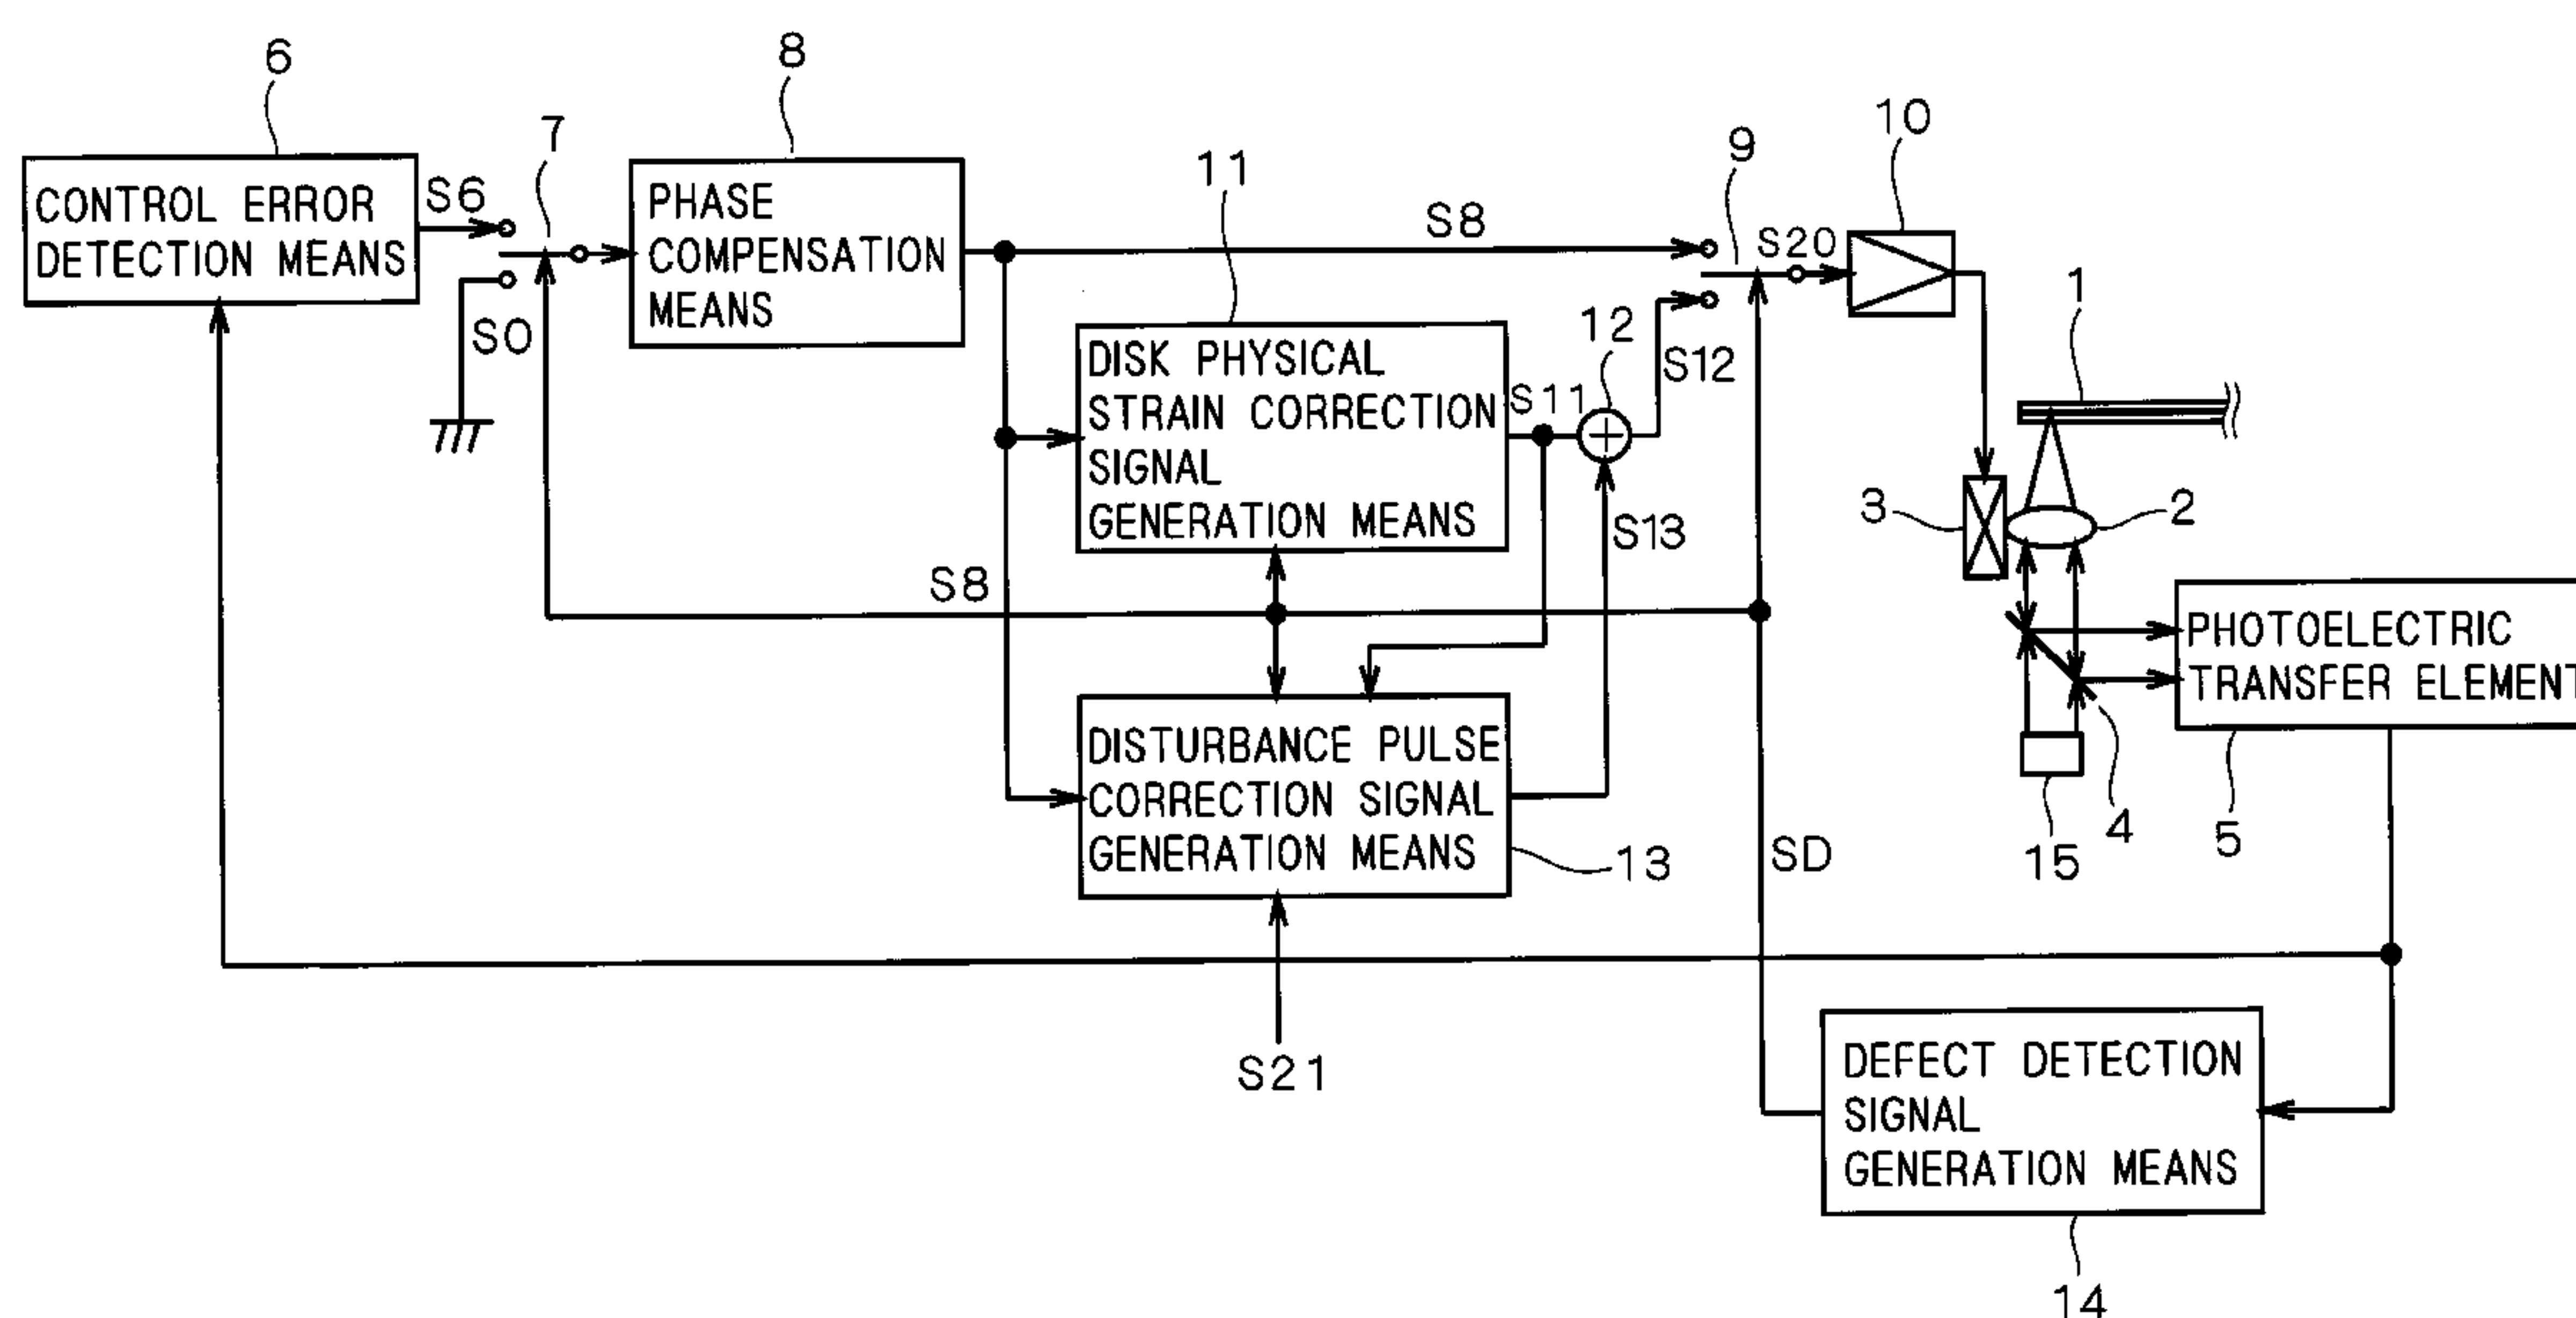 6
8
7
10
9
11
CONTROL ERROR
DETECTION MEANS
S6
S0
PHASE
COMPENSATION
MEANS
S8
S20
1
12
S12
DISK PHYSICAL
STRAIN CORRECTION
SIGNAL
GENERATION MEANS
S11
S13
3
2
S8
PHOTOELECTRIC
TRANSFER ELEMENT
DISTURBANCE PULSE
CORRECTION SIGNAL
GENERATION MEANS
13
SD
15
4
5
S21
DEFECT DETECTION
SIGNAL
GENERATION MEANS
14